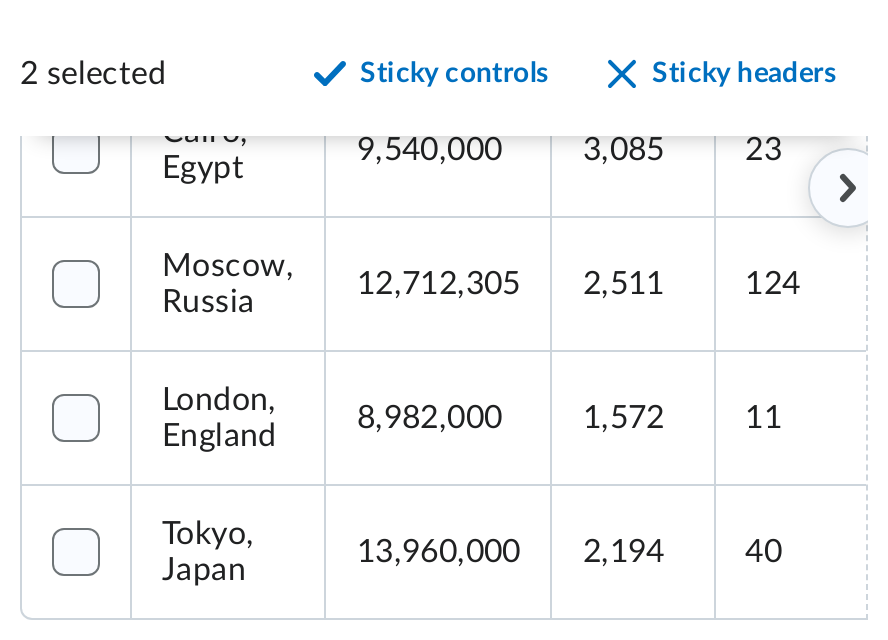 2 selected Sticky controls Sticky headers
Cairo,
Egypt 9,540,000 3,085 23
Moscow,
Russia 12,712,305 2,511 124
London,
England 8,982,000 1,572 11
Tokyo,
Japan 13,960,000 2,194 40